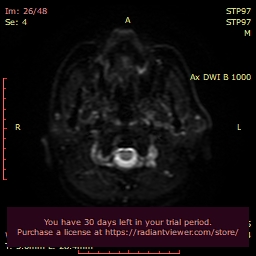 Im: 26/48
Se: 4
A
STP97
STP97
M
Ax DWI B 1000
R
L
You have 30 days left in your trial period.
Purchase a license at https://radiantviewer.com/store/